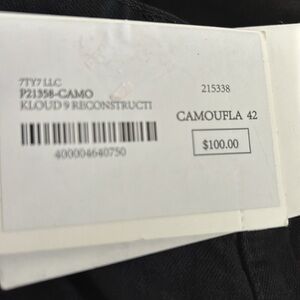 7TY7 LLC
P21358-CAMO
KLOUD 9 RECONSTRUCTI
215338
CAMOUFLA 42
$100.00
400004640750